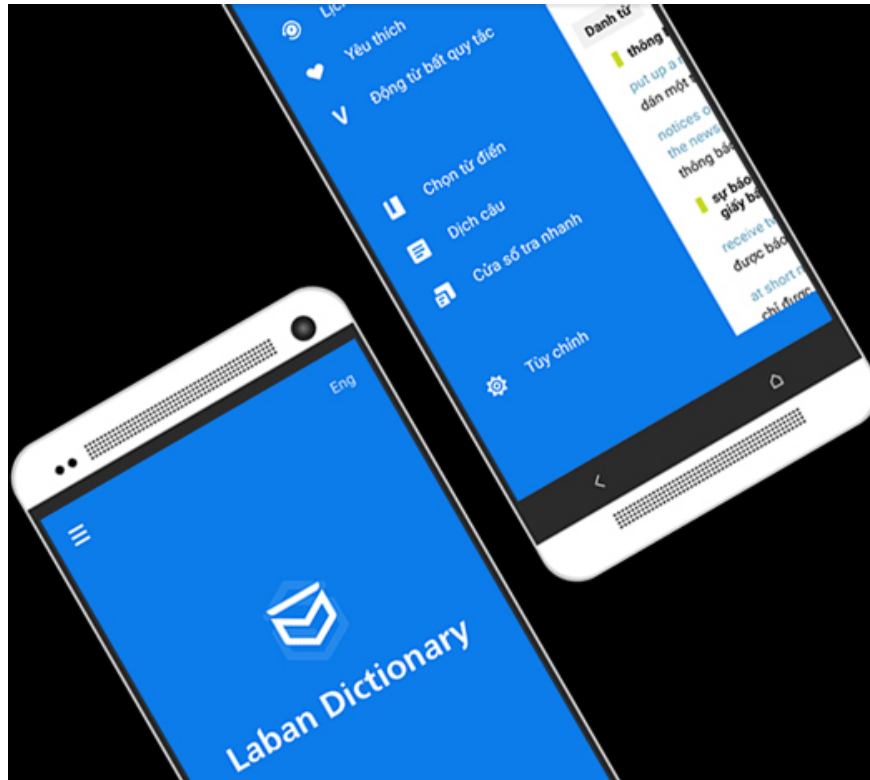 Yêu thích
Động từ bất quy tắc
Chọn từ điển
Dịch câu
Cửa sổ tra nhanh
Tùy chỉnh
Danh từ
thông
put up a
dán một
notices
the news
thông báo
sự báo
giấy
receive
được báo
at short
chỉ được
Eng
Laban Dictionary